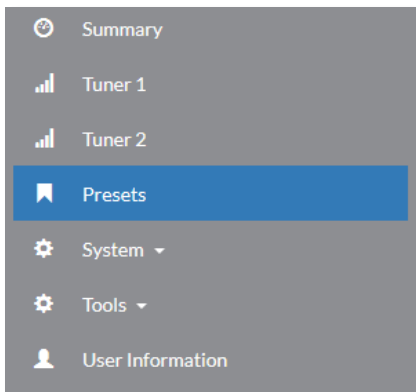 Summary
Tuner 1
Tuner 2
Presets
System
Tools
User Information